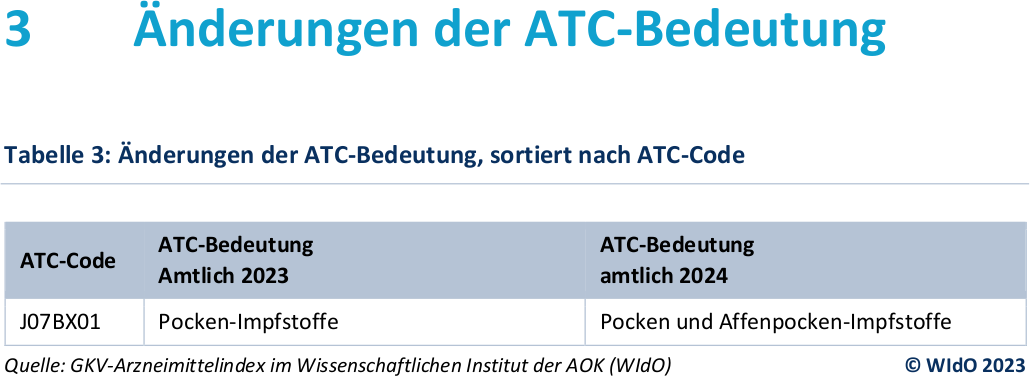 3 Änderungen der ATC-Bedeutung
Tabelle 3: Änderungen der ATC-Bedeutung, sortiert nach ATC-Code
ATC-Code
ATC-Bedeutung
Amtlich 2023
ATC-Bedeutung
amtlich 2024
J07BX01 Pocken-Impfstoffe Pocken und Affenpocken-Impfstoffe
Quelle: GKV-Arzneimittelindex im Wissenschaftlichen Institut der AOK (WIdO) © WIdO 2023